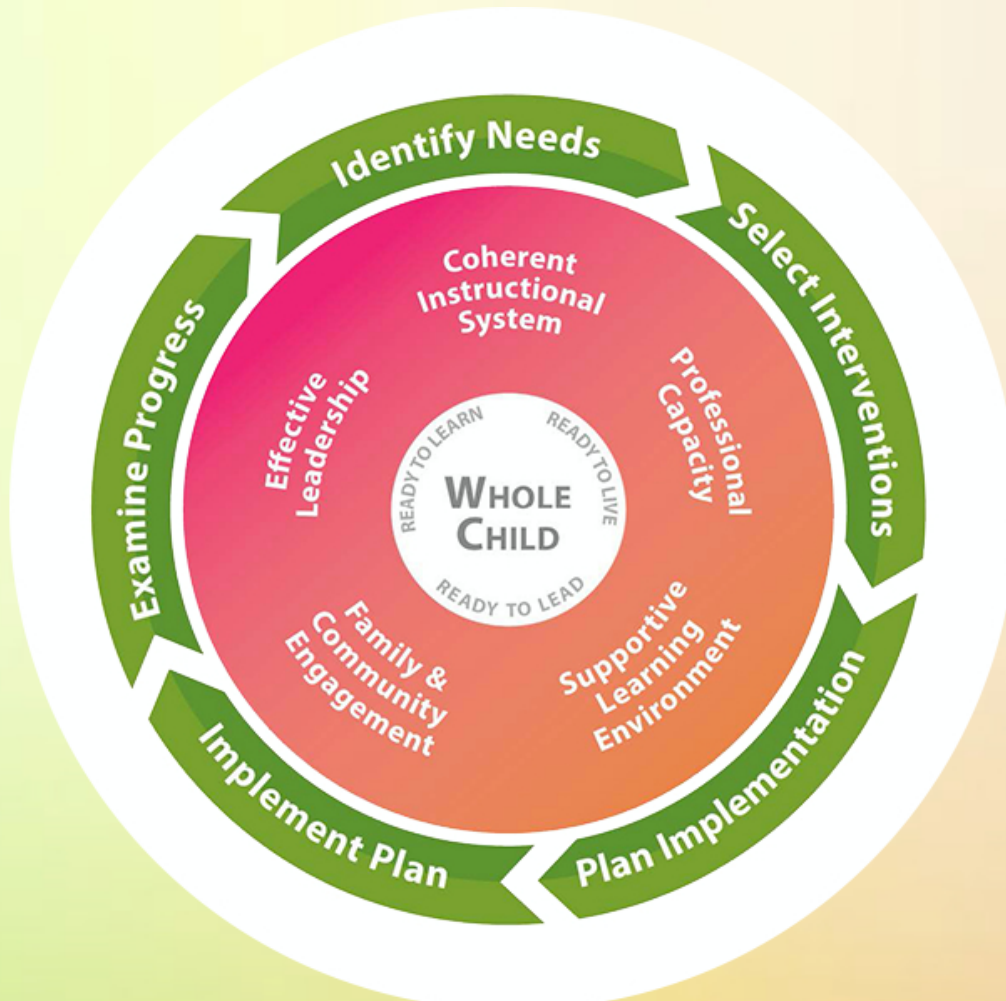 Identify Needs
Select Interventions
Plan Implementation
Implement Plan
Examine Progress
Coherent
Instructional
System
Professional
Capacity
Supportive
Learning
Environment
Family &
Community
Engagement
Effective
Leadership
READY TO LEARN
READY TO LIVE
WHOLE
CHILD
READY TO LEAD